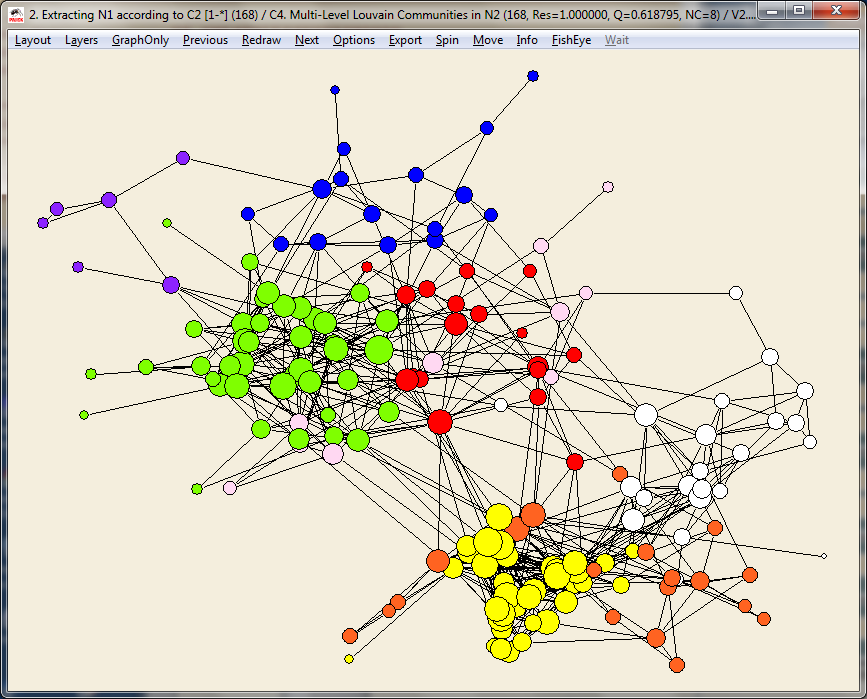 2. Extracting N1 according to C2 [1-*] (168) / C4. Multi-Level Louvain Communities in N2 (168, Res=1.000000, Q=0.618795, NC=8) / V2....
Layout Layers GraphOnly Previous Redraw Next Options Export Spin Move Info FishEye Wait